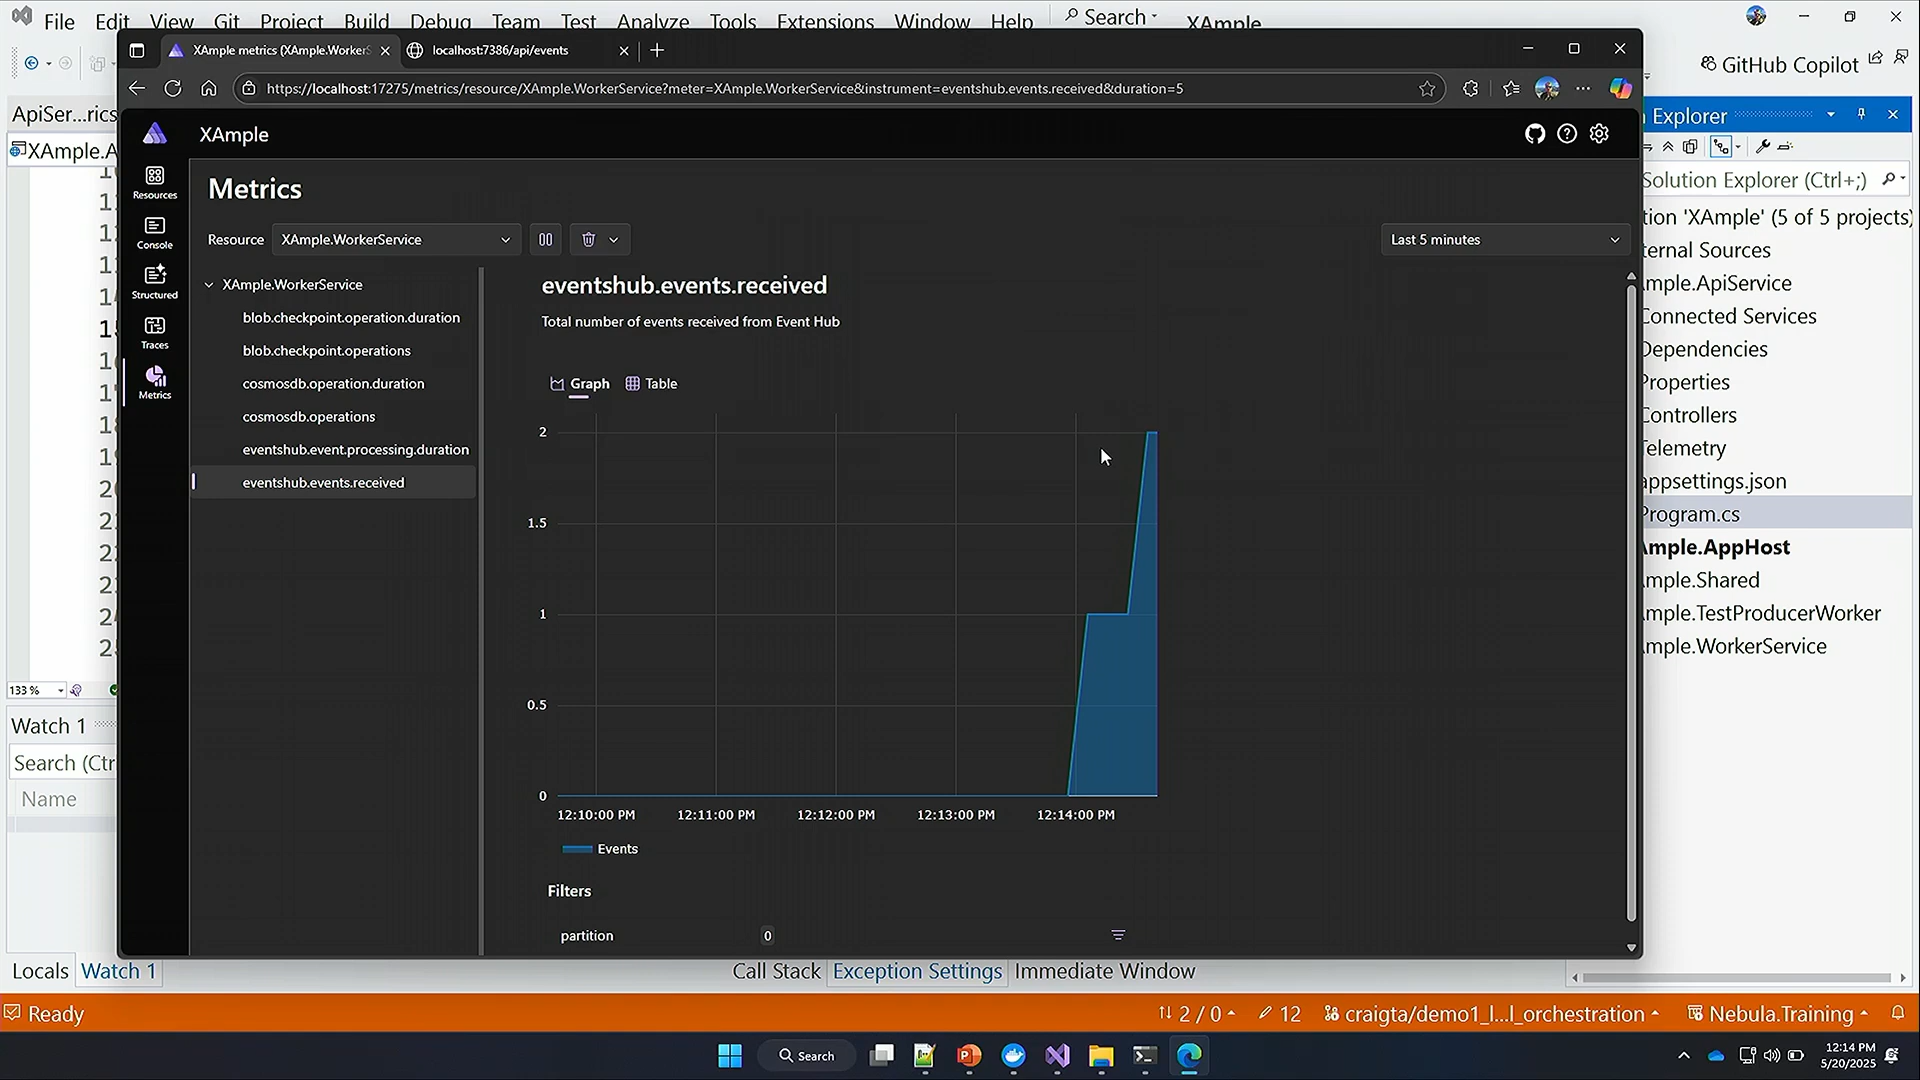 File Edit View Git Project Build Debug Team Test Analyze Tools Extensions Window Help Search XAmple
XAmple metrics (XAmple.WorkerS
localhost:7386/api/events
GitHub Copilot
https://localhost:17275/metrics/resource/XAmple.WorkerService?meter=XAmple.WorkerService&instrument=eventshub.events.received&duration=5
ApiSer...rics
Explorer
XAmple
XAmple.A
Metrics
Solution Explorer (Ctrl+;)
Resources
Resource
XAmple.WorkerService
Last 5 minutes
tion 'XAmple' (5 of 5 projects)
ternal Sources
mple.ApiService
Connected Services
Dependencies
Properties
Controllers
Telemetry
appsettings.json
Program.cs
mple.AppHost
mple.Shared
mple.TestProducerWorker
mple.WorkerService
Console
Structured
Traces
Metrics
XAmple.WorkerService
blob.checkpoint.operation.duration
blob.checkpoint.operations
cosmosdb.operation.duration
cosmosdb.operations
eventshub.event.processing.duration
eventshub.events.received
eventshub.events.received
Total number of events received from Event Hub
Graph Table
2
1.5
1
0.5
0
12:10:00 PM 12:11:00 PM 12:12:00 PM 12:13:00 PM 12:14:00 PM
Events
Filters
partition 0
133 %
Watch 1
Search (Ctr
Name
Locals Watch 1
Call Stack Exception Settings Immediate Window
Ready
2 / 0 12 craigta/demo1_l...l_orchestration Nebula.Training
Search
12:14 PM
5/20/2025